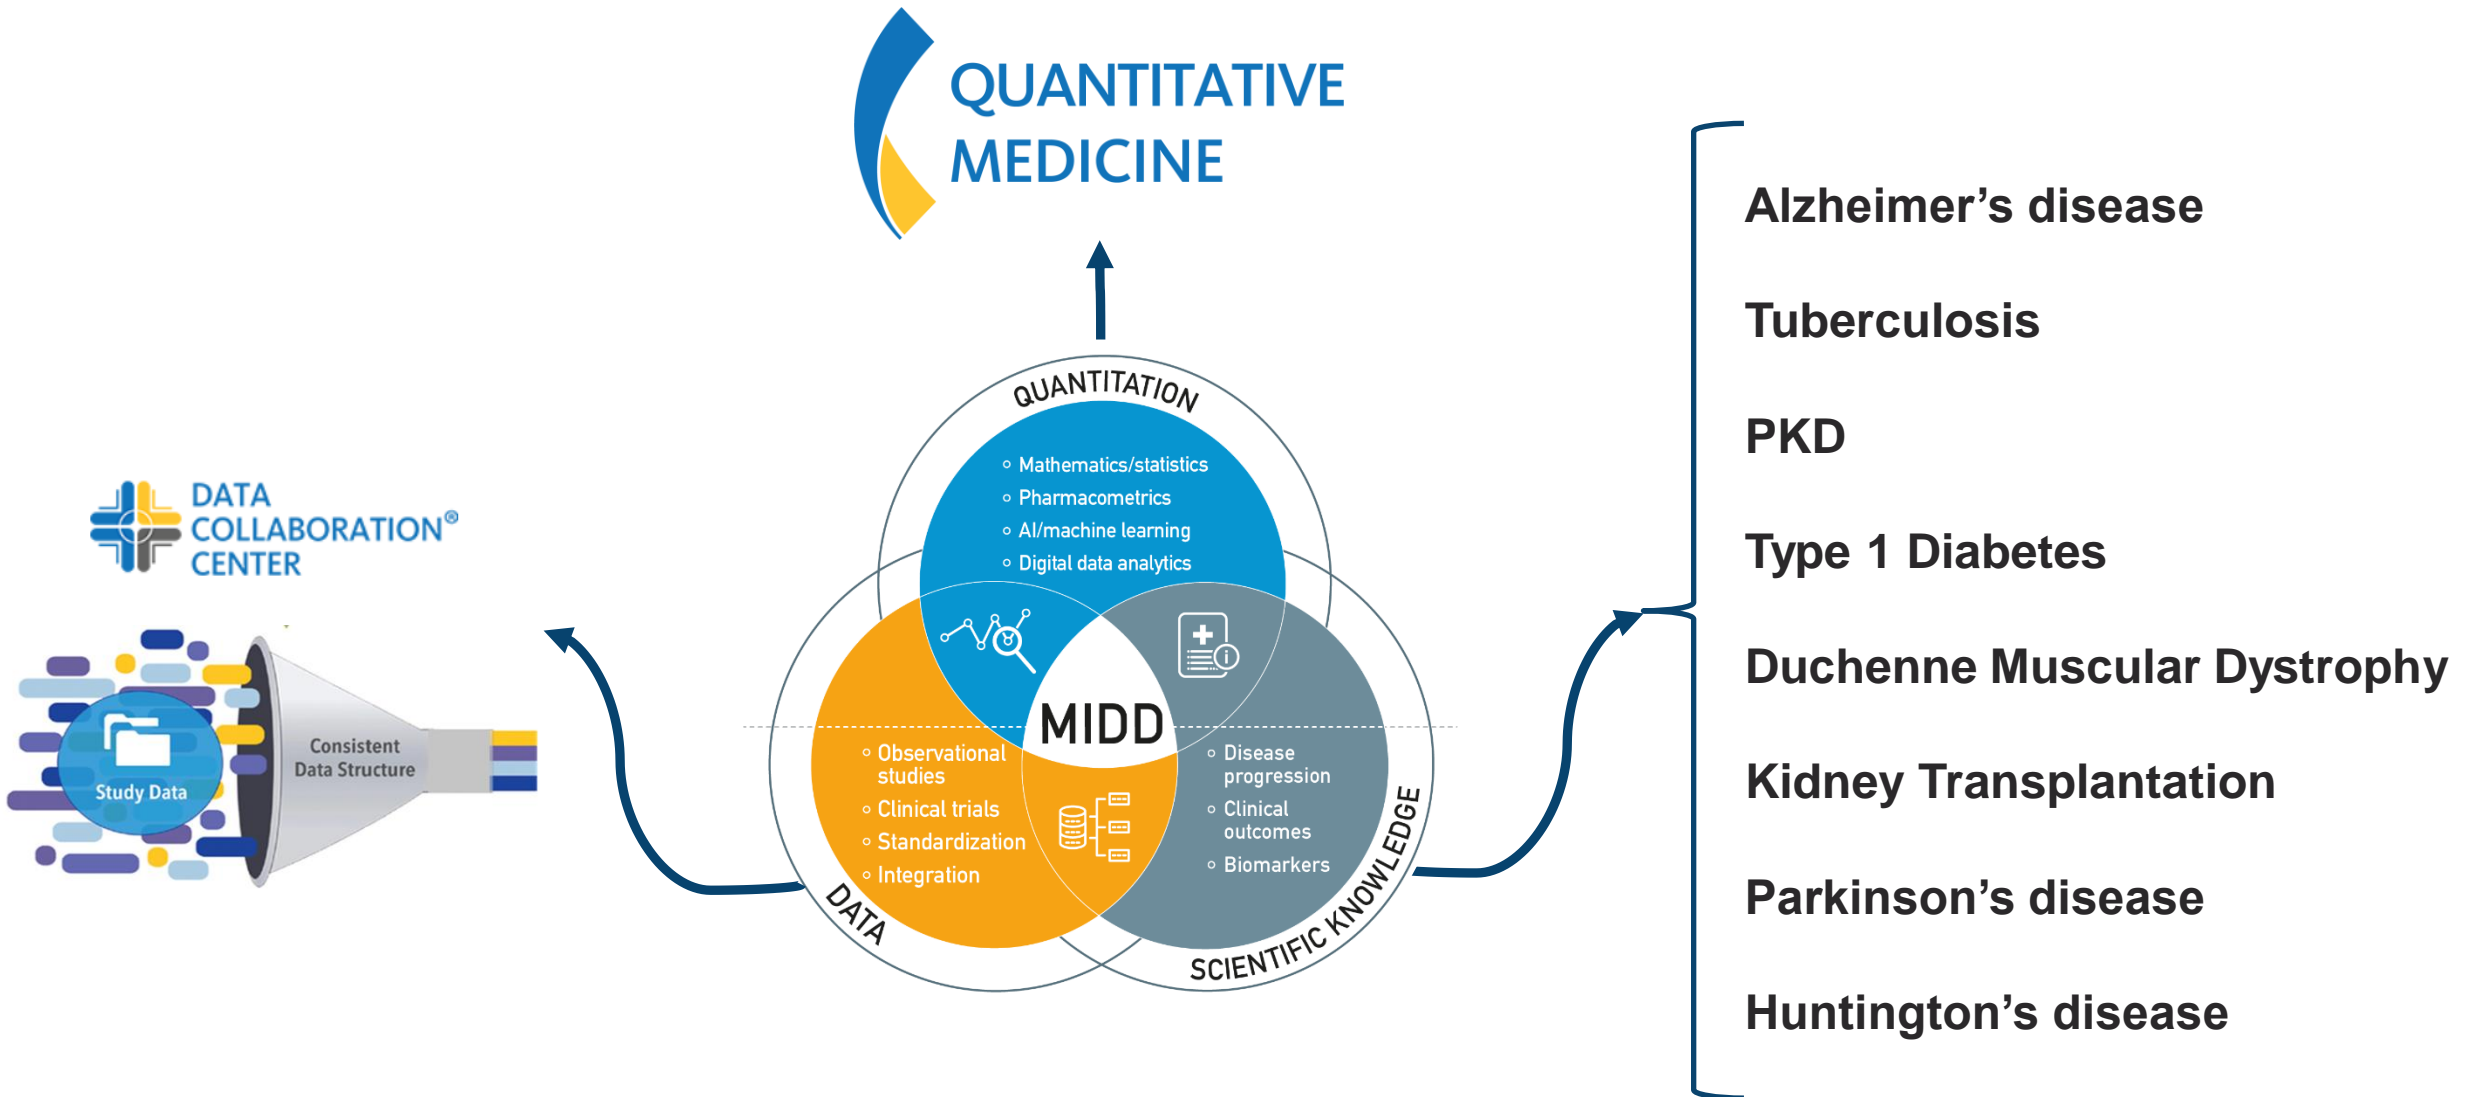 QUANTITATIVE
MEDICINE
DATA
COLLABORATION®
CENTER
Study Data
Consistent
Data Structure
QUANTITATION
Mathematics/statistics
Pharmacometrics
AI/machine learning
Digital data analytics
MIDD
Observational
studies
Clinical trials
Standardization
Integration
DATA
Disease
progression
Clinical
outcomes
Biomarkers
SCIENTIFIC KNOWLEDGE
Alzheimer’s disease
Tuberculosis
PKD
Type 1 Diabetes
Duchenne Muscular Dystrophy
Kidney Transplantation
Parkinson’s disease
Huntington’s disease